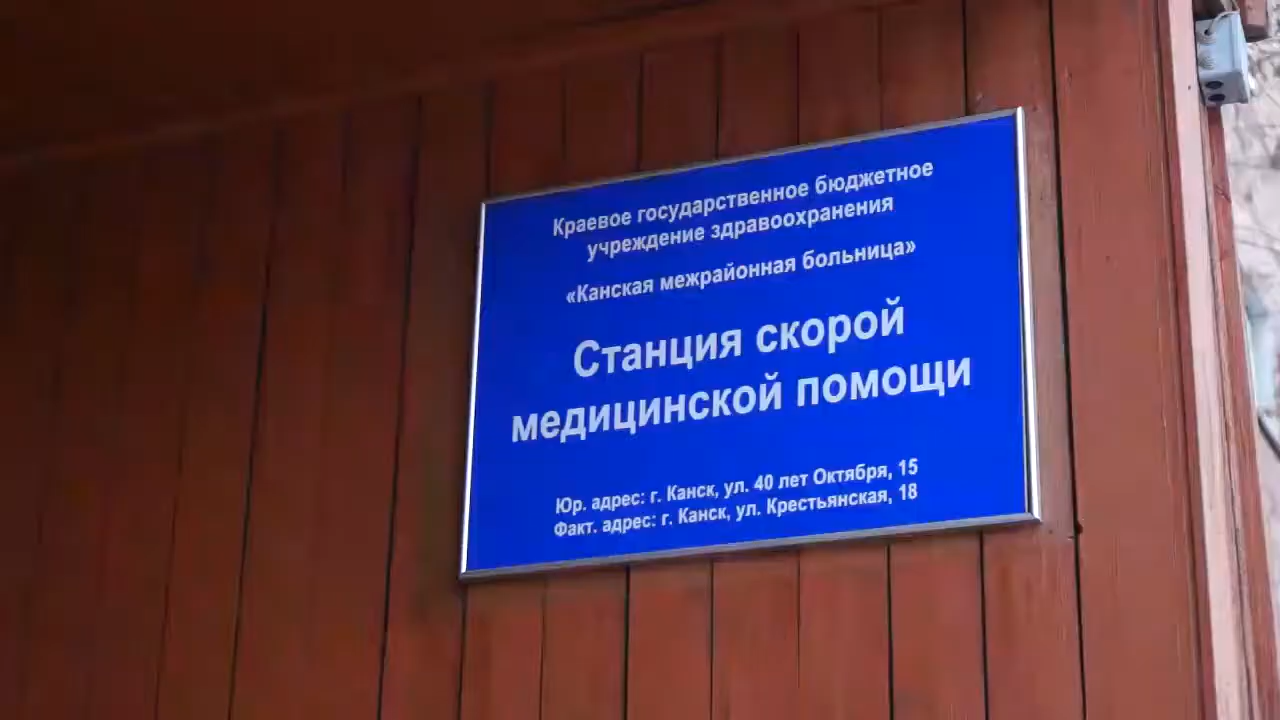 Краевое государственное бюджетное
учреждение здравоохранения
«Канская межрайонная больница»
Станция скорой
медицинской помощи
Юр. адрес: г. Канск, ул. 40 лет Октября, 15
Факт. адрес: г. Канск, ул. Крестьянская, 18